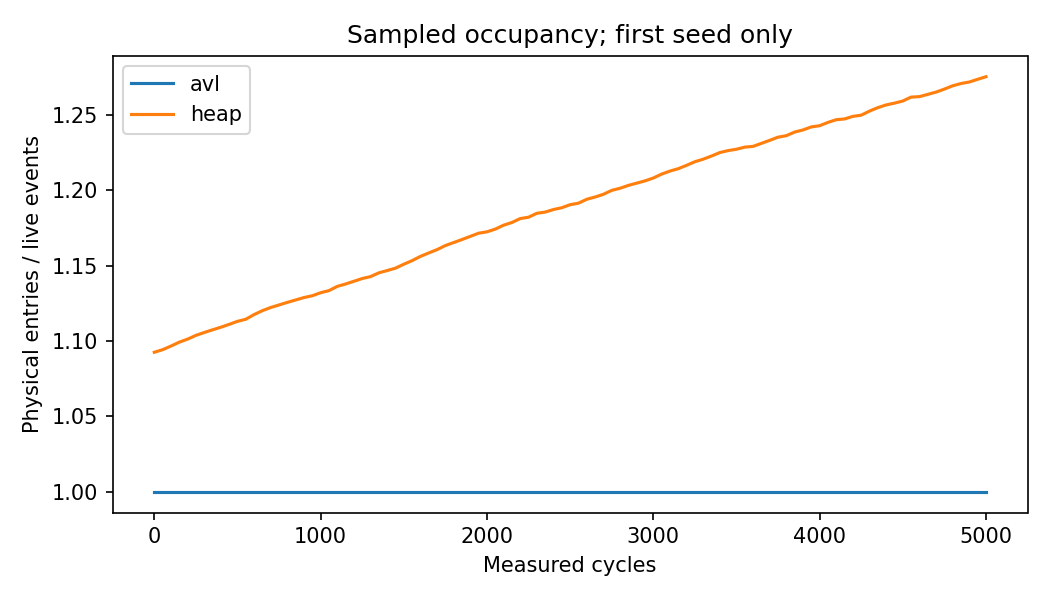 Sampled occupancy; first seed only
avl
heap
Physical entries / live events
1.25
1.20
1.15
1.10
1.05
1.00
0 1000 2000 3000 4000 5000
Measured cycles